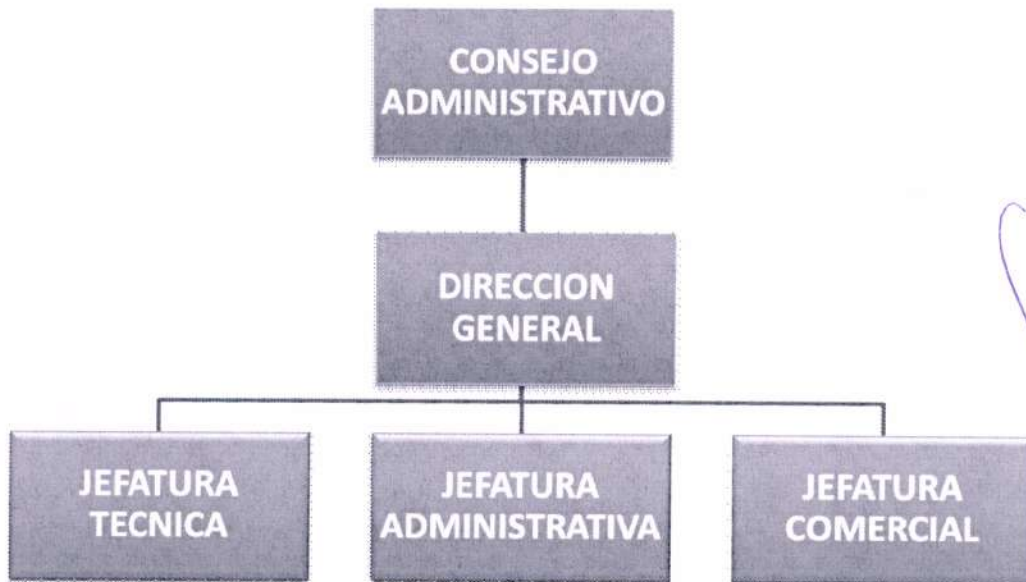 CONSEJO
ADMINISTRATIVO
DIRECCION
GENERAL
JEFATURA
TECNICA
JEFATURA
ADMINISTRATIVA
JEFATURA
COMERCIAL